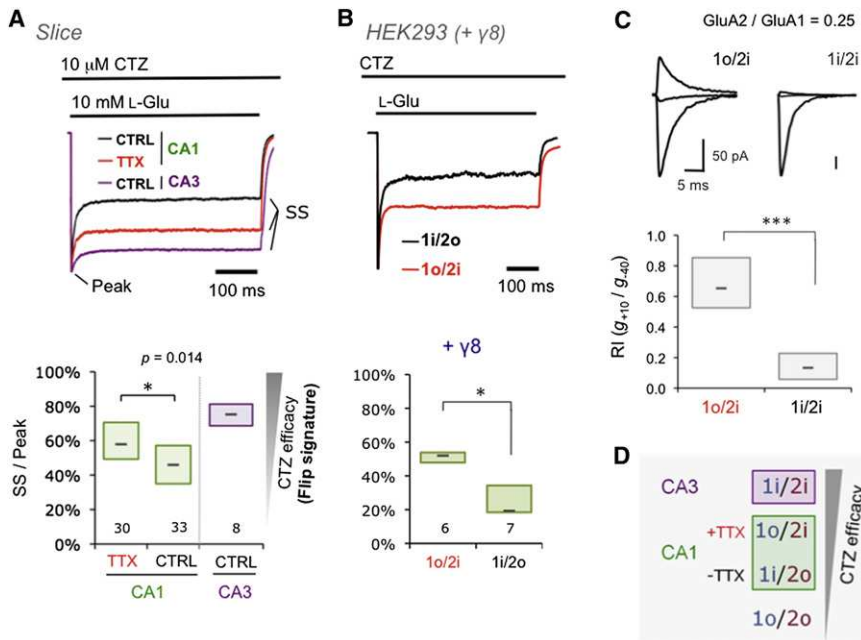 A
Slice
10 μM CTZ
10 mM L-Glu
CTRL
TTX
CA1
CTRL
CA3
SS
Peak
100 ms
p = 0.014
*
100%
80%
60%
40%
20%
0%
SS / Peak
30
33
8
TTX
CTRL
CTRL
CA1
CA3
CTZ efficacy
(Flip signature)
B
HEK293 (+ γ8)
CTZ
L-Glu
1i/2o
1o/2i
100 ms
+ γ8
*
100%
80%
60%
40%
20%
0%
6
7
1o/2i
1i/2o
C
GluA2 / GluA1 = 0.25
1o/2i
1i/2i
50 pA
5 ms
***
1.0
0.8
0.6
0.4
0.2
0.0
RI (g+10 / g-40)
1o/2i
1i/2i
D
CA3
1i/2i
CA1
+TTX
1o/2i
-TTX
1i/2o
1o/2o
CTZ efficacy